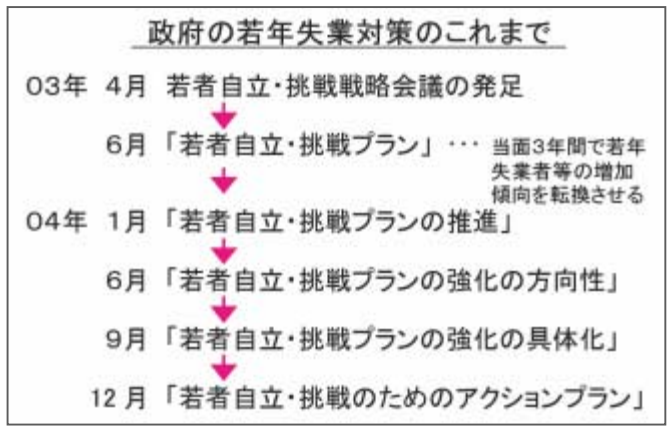 政府の若年失業対策のこれまで
03年 4月 若者自立・挑戦戦略会議の発足
6月「若者自立・挑戦プラン」… 当面3年間で若年
失業者等の増加
傾向を転換させる
04年 1月「若者自立・挑戦プランの推進」
6月「若者自立・挑戦プランの強化の方向性」
9月「若者自立・挑戦プランの強化の具体化」
12月「若者自立・挑戦のためのアクションプラン」